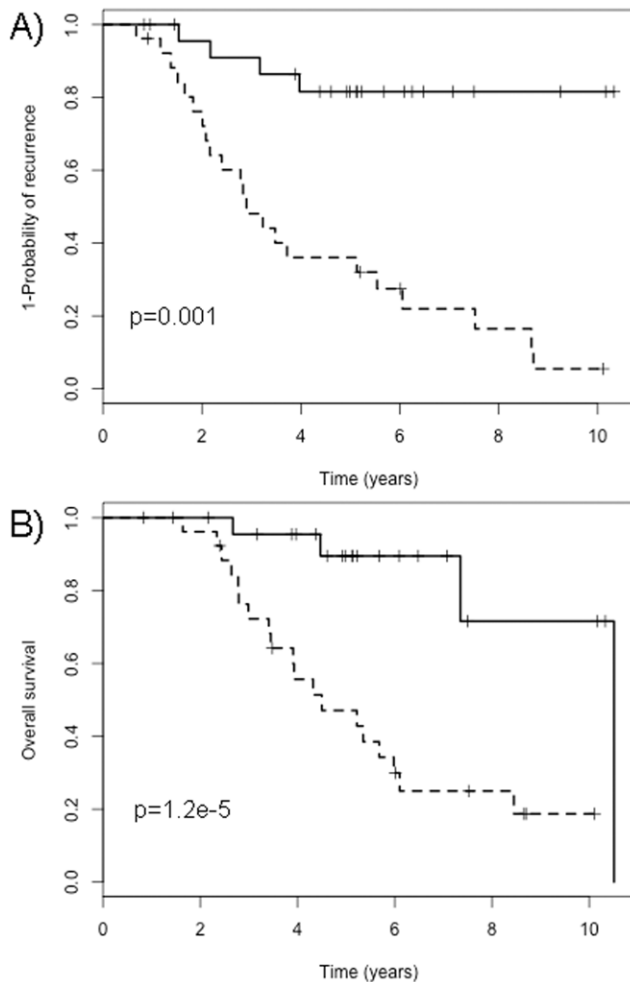 A)
1-Probability of recurrence
1.0
0.8
0.6
0.4
0.2
0.0
p=0.001
0 2 4 6 8 10
Time (years)
B)
Overall survival
1.0
0.8
0.6
0.4
0.2
0.0
p=1.2e-5
0 2 4 6 8 10
Time (years)